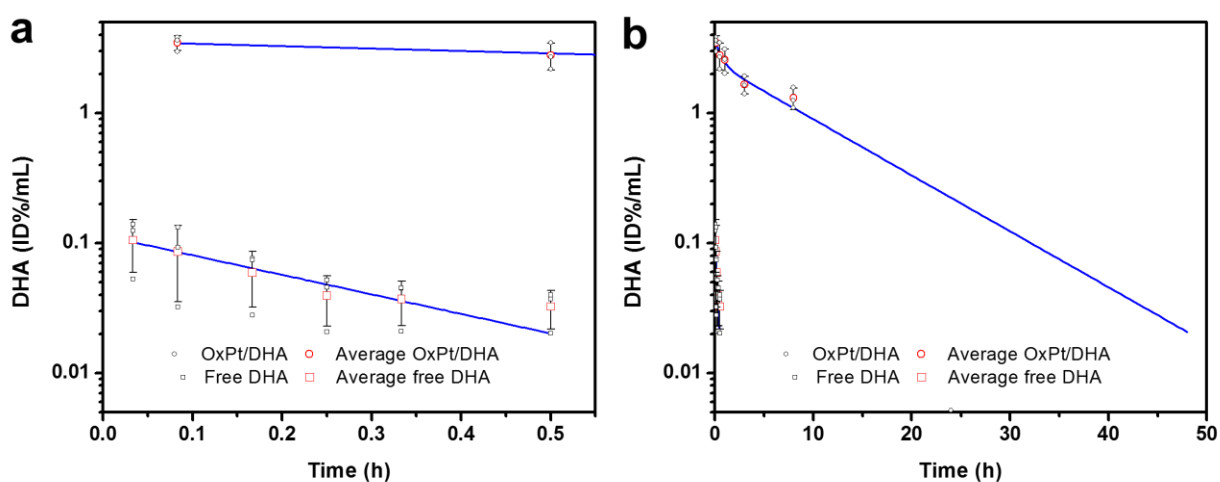 a
DHA (ID%/mL)
1
0.1
0.01
OxPt/DHA Average OxPt/DHA
Free DHA Average free DHA
0.0 0.1 0.2 0.3 0.4 0.5
Time (h)
b
DHA (ID%/mL)
1
0.1
0.01
OxPt/DHA Average OxPt/DHA
Free DHA Average free DHA
0 10 20 30 40 50
Time (h)